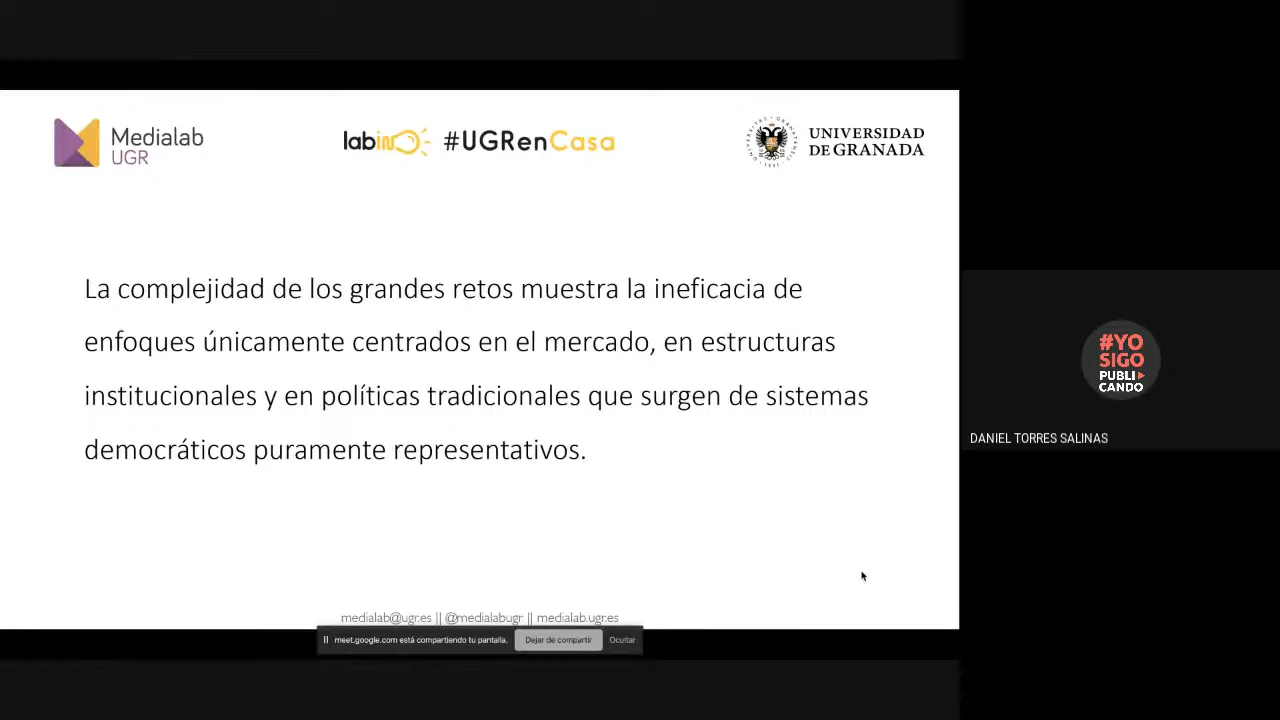 Medialab
UGR
labin #UGRenCasa
UNIVERSIDAD
DE GRANADA
La complejidad de los grandes retos muestra la ineficacia de
enfoques únicamente centrados en el mercado, en estructuras
institucionales y en políticas tradicionales que surgen de sistemas
democráticos puramente representativos.
medialab@ugr.es || @medialabugr || medialab.ugr.es
meet.google.com está compartiendo tu pantalla.
Dejar de compartir
Ocultar
#YO
SIGO
PUBLI
CANDO
DANIEL TORRES SALINAS